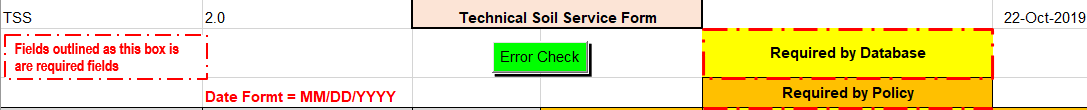 TSS 2.0 Technical Soil Service Form 22-Oct-2019
Fields outlined as this box is
are required fields
Error Check
Required by Database
Required by Policy
Date Formt = MM/DD/YYYY